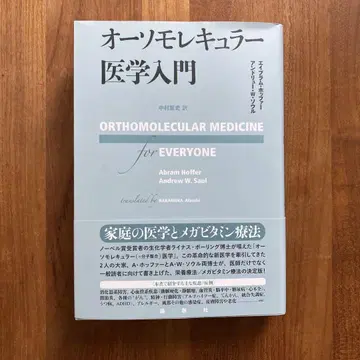 オーソモレキュラー
医学入門
エイブラム・ホッファー
アンドリュー・W・ソウル
中村篤史 訳
ORTHOMOLECULAR MEDICINE
for EVERYONE
Abram Hoffer
Andrew W. Saul
translated by NAKAMURA, Atsushi
家庭の医学とメガビタミン療法
ノーベル賞受賞者の生化学者ライナス・ポーリング博士が唱えた「オー
ソモレキュラー(=分子整合)医学」。この革命的な新医学を牽引してきた
2人の大家、A・ホッファーとA・W・ソウル両博士が、医師だけでなく
一般読者に向けて書き上げた、栄養療法/メガビタミン療法の決定版!
論創社